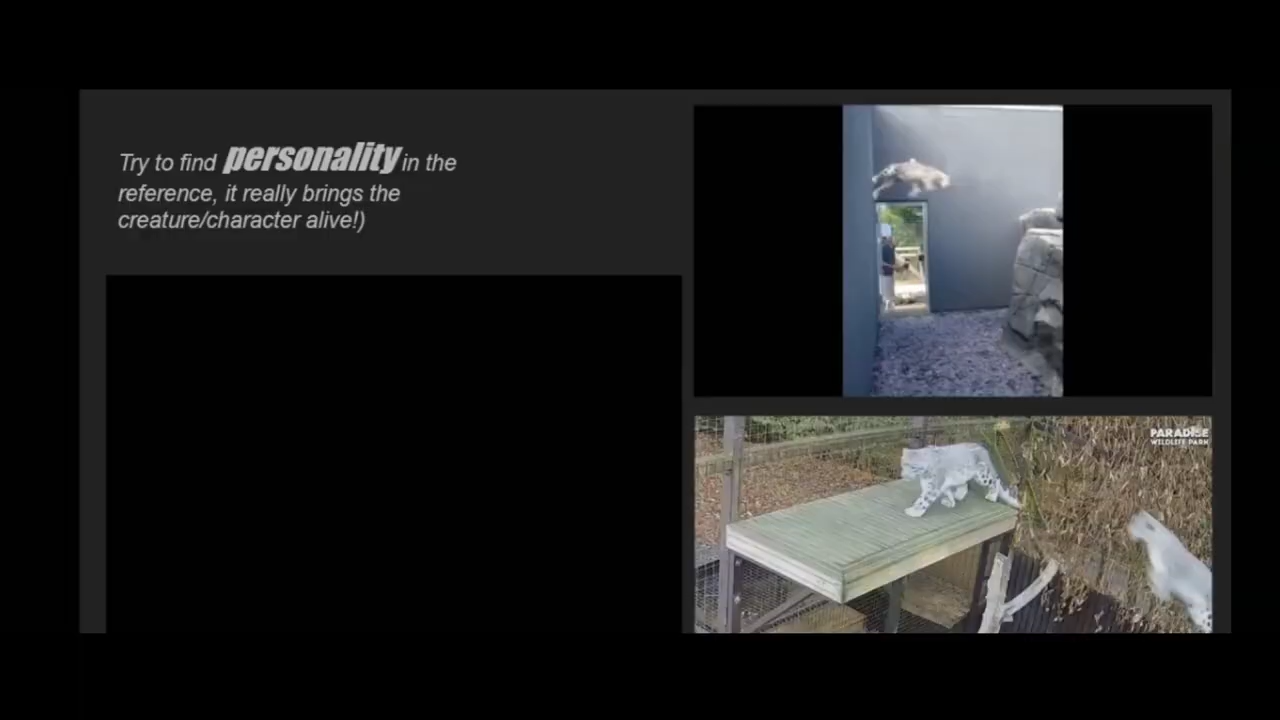 Try to find personality in the
reference, it really brings the
creature/character alive!)
PARADISE
WILDLIFE PARK